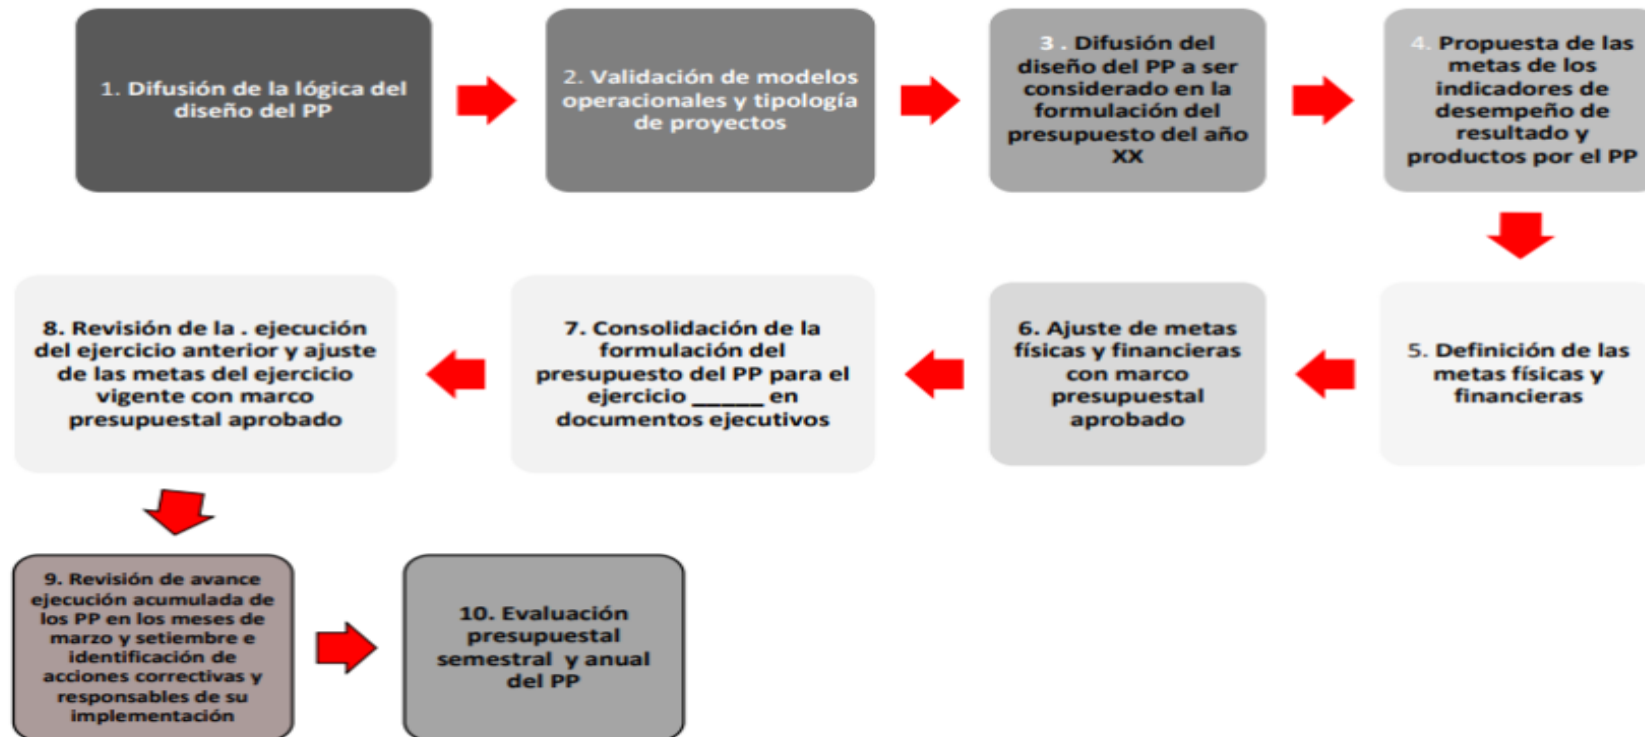 1. Difusión de la lógica del
diseño del PP
2. Validación de modelos
operacionales y tipología
de proyectos
3 . Difusión del
diseño del PP a ser
considerado en la
formulación del
presupuesto del año
XX
4. Propuesta de las
metas de los
indicadores de
desempeño de
resultado y
productos por el PP
5. Definición de las
metas físicas y
financieras
6. Ajuste de metas
físicas y financieras
con marco
presupuestal
aprobado
7. Consolidación de la
formulación del
presupuesto del PP para el
ejercicio _____ en
documentos ejecutivos
8. Revisión de la . ejecución
del ejercicio anterior y ajuste
de las metas del ejercicio
vigente con marco
presupuestal aprobado
9. Revisión de avance
ejecución acumulada de
los PP en los meses de
marzo y setiembre e
identificación de
acciones correctivas y
responsables de su
implementación
10. Evaluación
presupuestal
semestral y anual
del PP